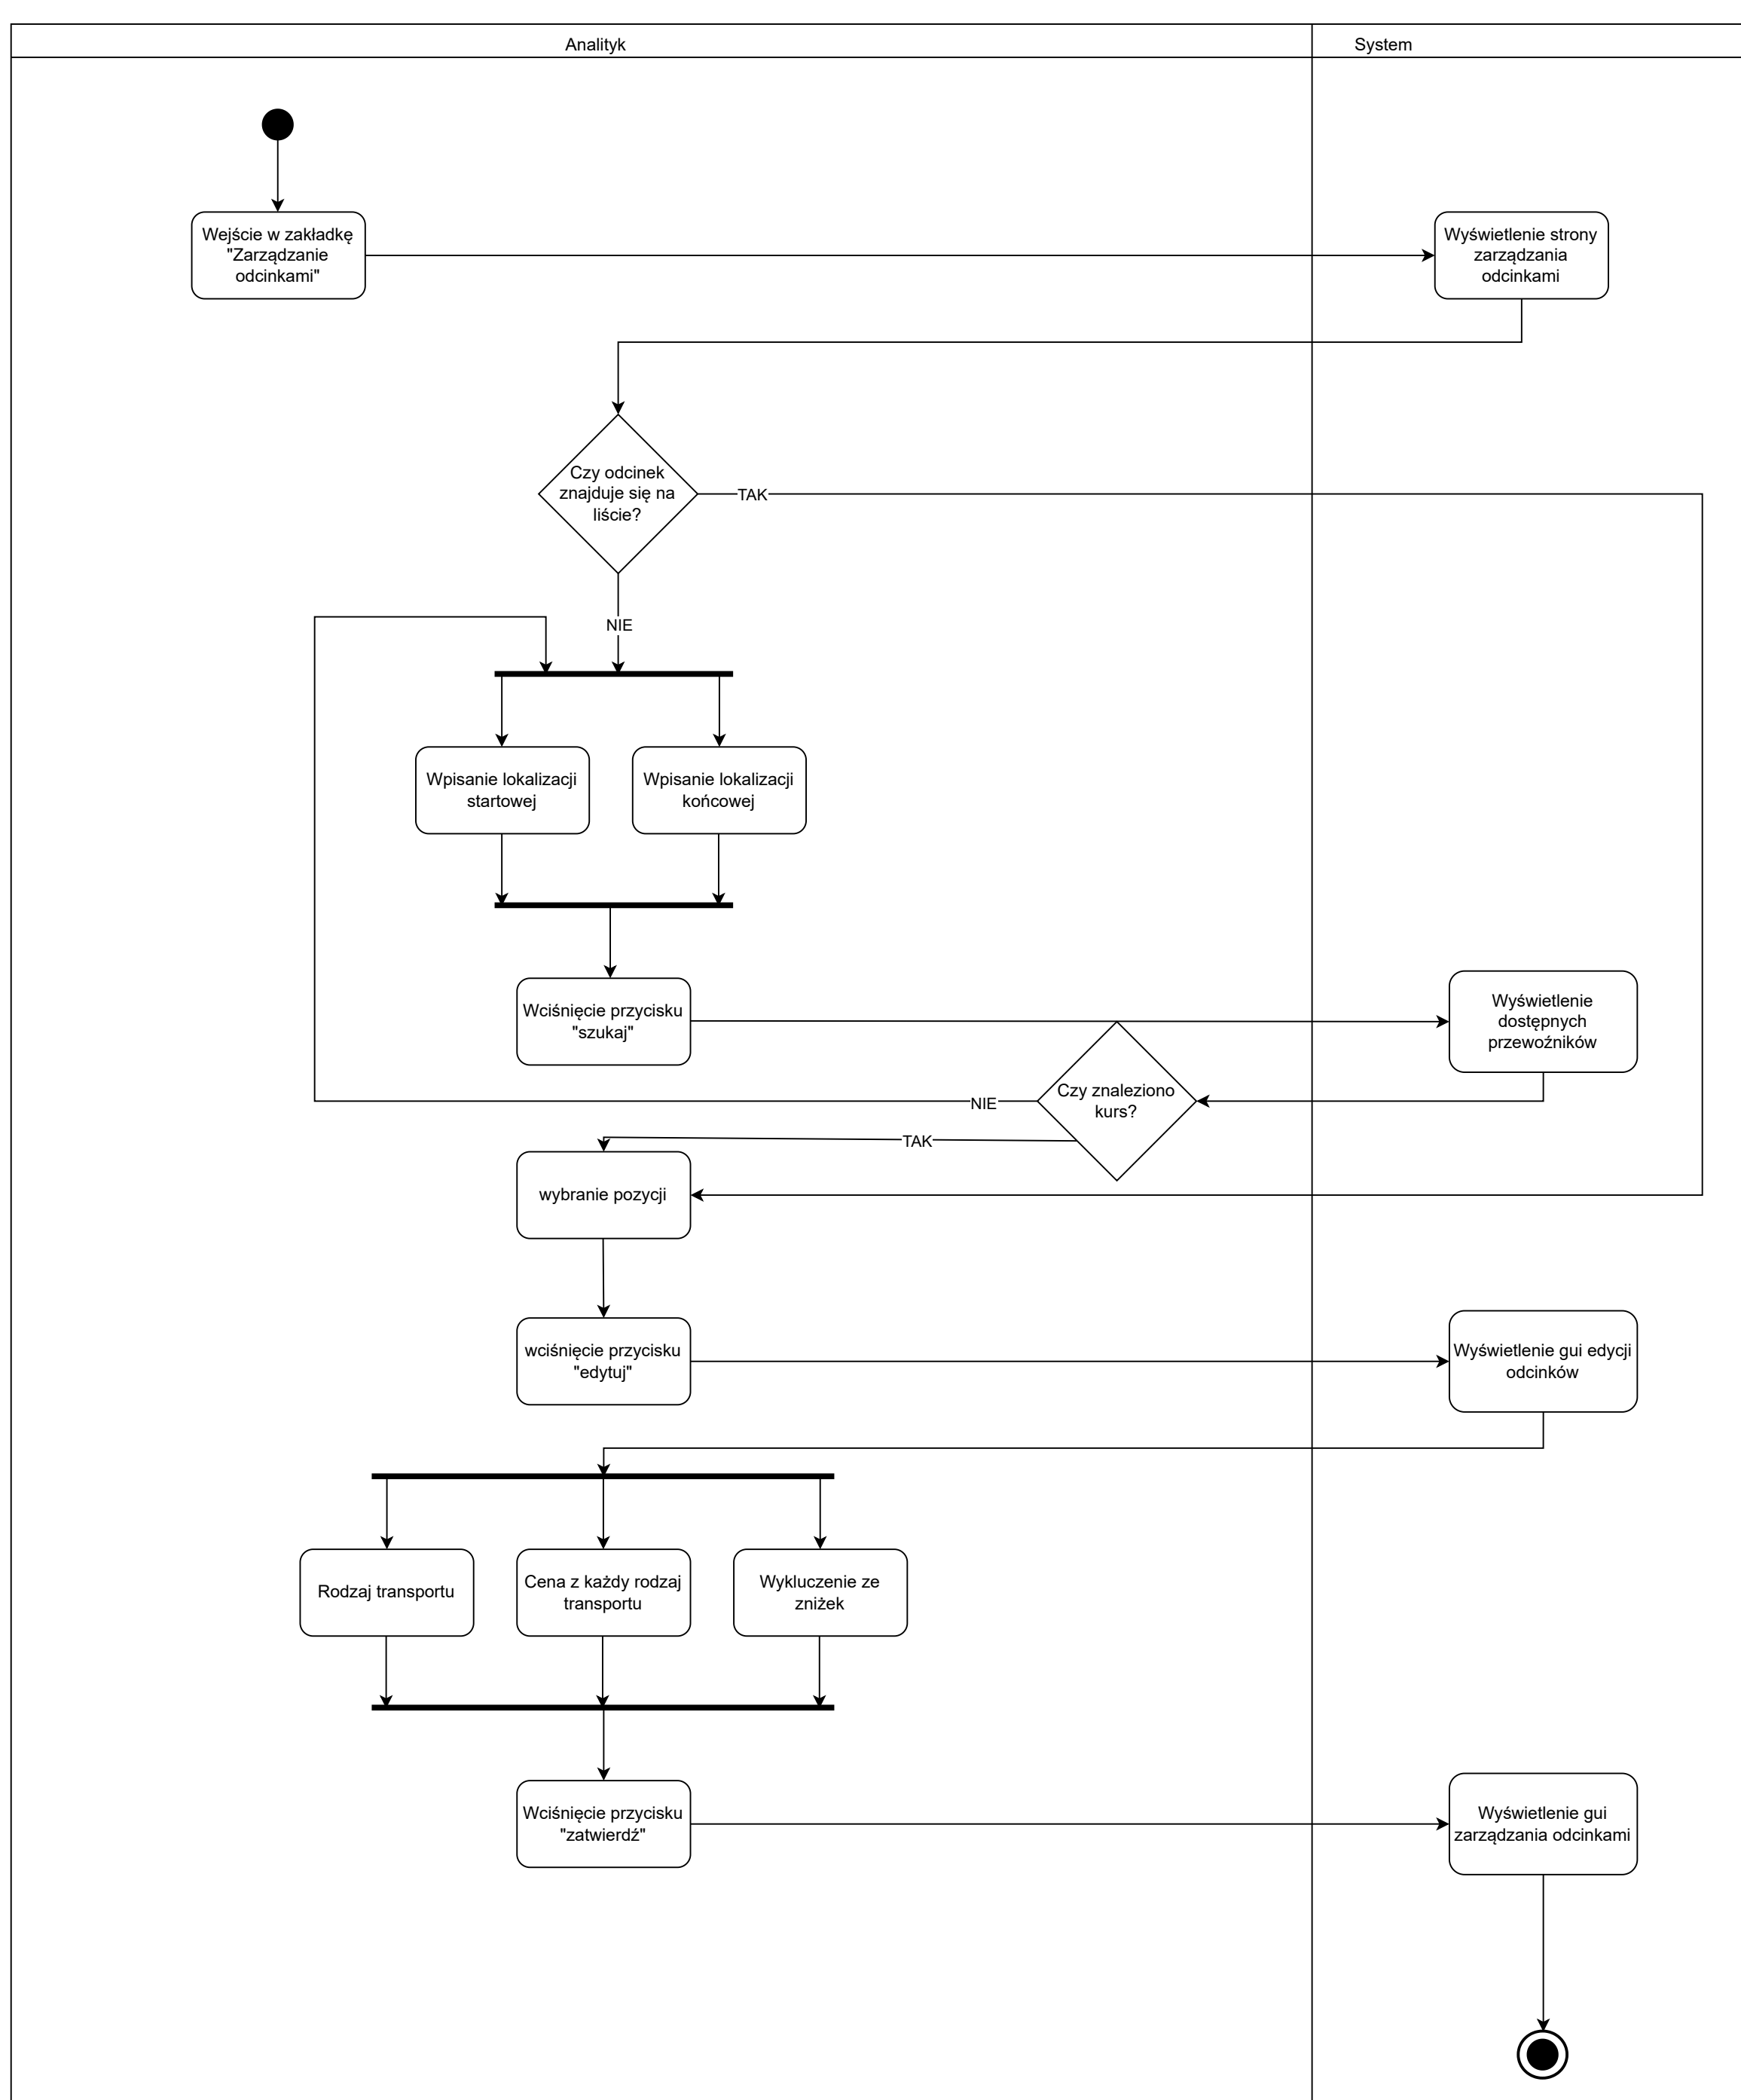 Analityk
System
Wejście w zakładkę
"Zarządzanie
odcinkami"
Wyświetlenie strony
zarządzania
odcinkami
Czy odcinek
znajduje się na
liście?
TAK
NIE
Wpisanie lokalizacji
startowej
Wpisanie lokalizacji
końcowej
Wciśnięcie przycisku
"szukaj"
Wyświetlenie
dostępnych
przewoźników
Czy znaleziono
kurs?
NIE
TAK
wybranie pozycji
wciśnięcie przycisku
"edytuj"
Wyświetlenie gui edycji
odcinków
Rodzaj transportu
Cena z każdy rodzaj
transportu
Wykluczenie ze
zniżek
Wciśnięcie przycisku
"zatwierdź"
Wyświetlenie gui
zarządzania odcinkami